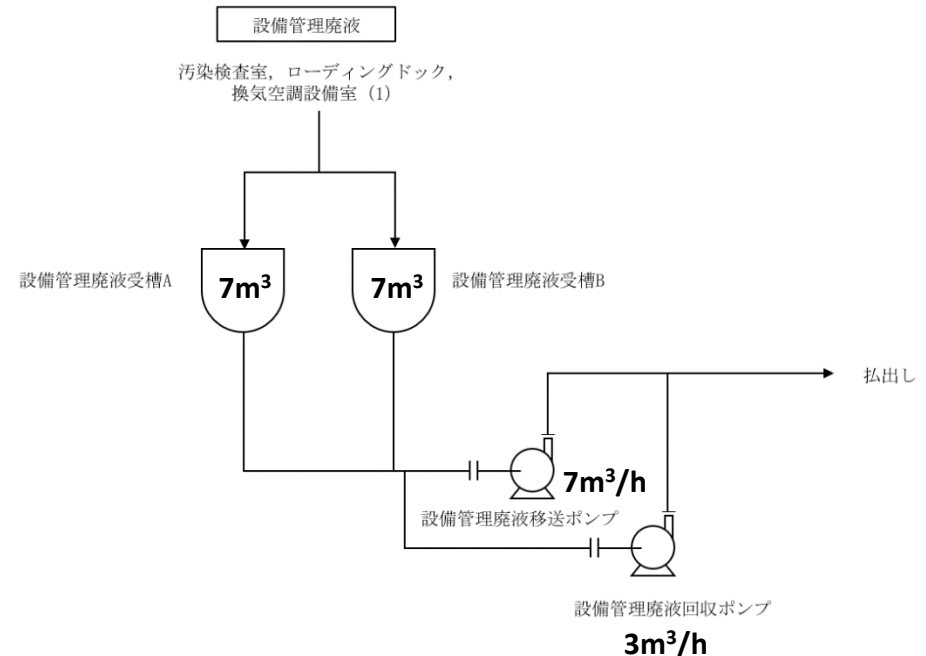 設備管理廃液
汚染検査室，ローディングドック，
換気空調設備室（1）
設備管理廃液受槽A
7m³
7m³
設備管理廃液受槽B
払出し
7m³/h
設備管理廃液移送ポンプ
設備管理廃液回収ポンプ
3m³/h